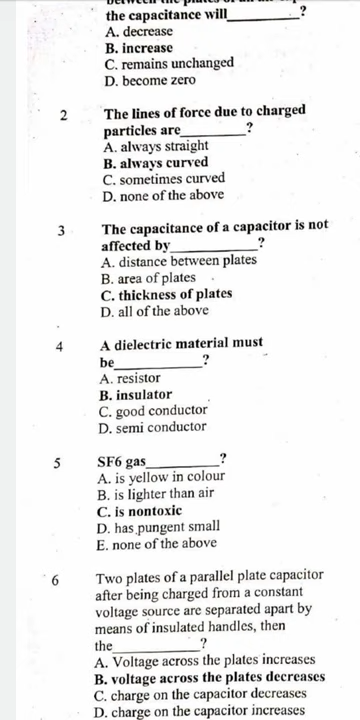 the capacitance will__________?
A. decrease
B. increase
C. remains unchanged
D. become zero
2 The lines of force due to charged
particles are_________?
A. always straight
B. always curved
C. sometimes curved
D. none of the above
3 The capacitance of a capacitor is not
affected by____________?
A. distance between plates
B. area of plates
C. thickness of plates
D. all of the above
4 A dielectric material must
be____________?
A. resistor
B. insulator
C. good conductor
D. semi conductor
5 SF6 gas__________?
A. is yellow in colour
B. is lighter than air
C. is nontoxic
D. has pungent small
E. none of the above
6 Two plates of a parallel plate capacitor
after being charged from a constant
voltage source are separated apart by
means of insulated handles, then
the____________?
A. Voltage across the plates increases
B. voltage across the plates decreases
C. charge on the capacitor decreases
D. charge on the capacitor increases